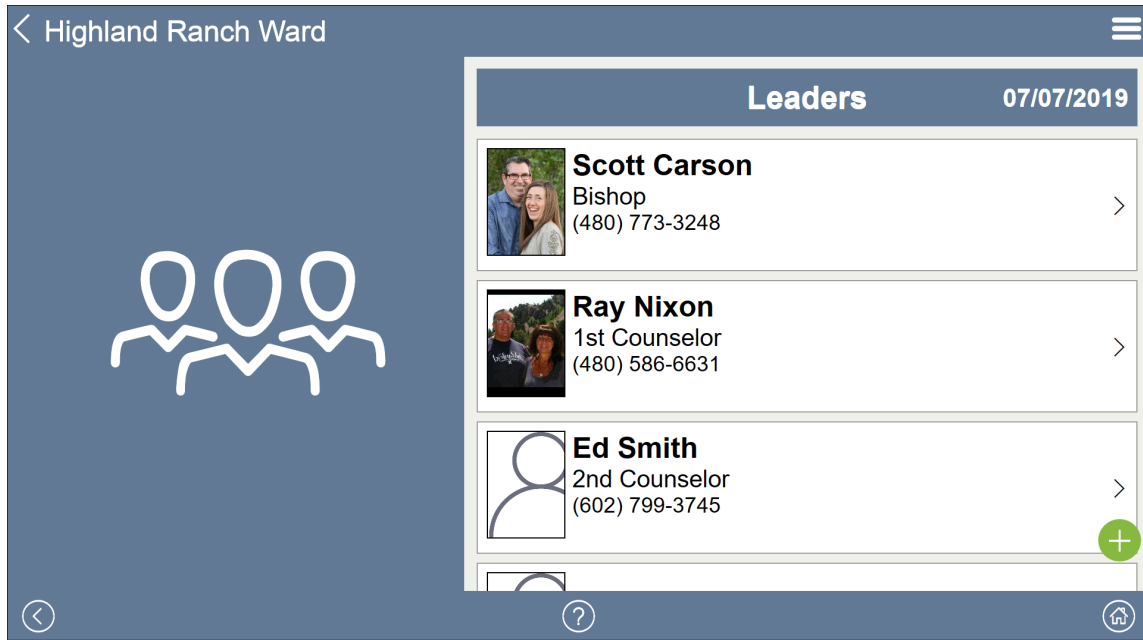 Highland Ranch Ward
Leaders 07/07/2019
Scott Carson
Bishop
(480) 773-3248
Ray Nixon
1st Counselor
(480) 586-6631
Ed Smith
2nd Counselor
(602) 799-3745